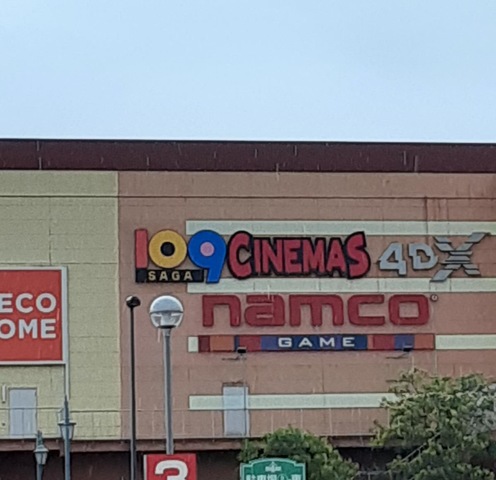 109 CINEMAS 4DX
SAGA
namco
GAME
ECO
OME
3